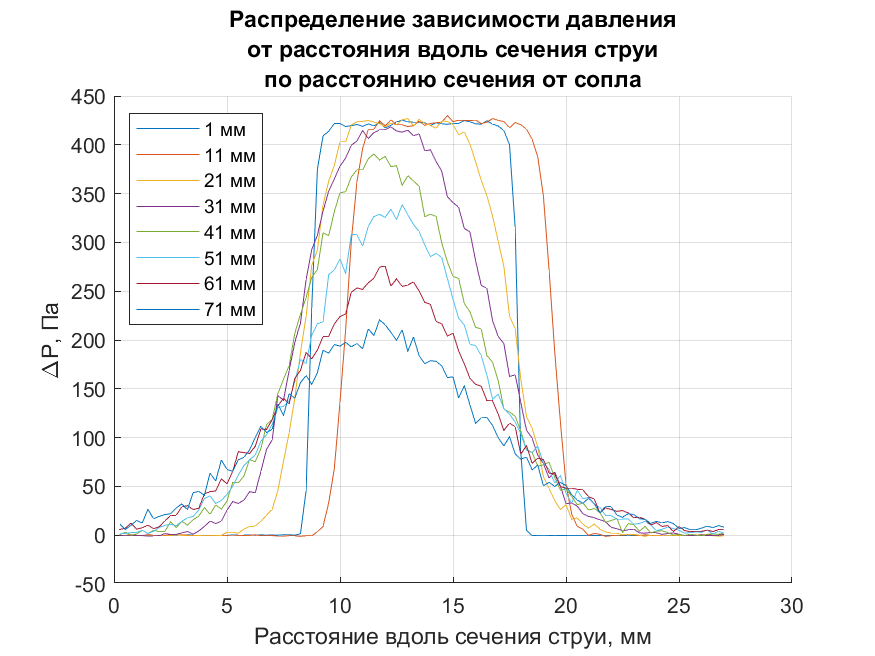 Распределение зависимости давления
от расстояния вдоль сечения струи
по расстоянию сечения от сопла
450
400
350
300
250
200
150
100
50
0
-50
ΔP, Па
1 мм
11 мм
21 мм
31 мм
41 мм
51 мм
61 мм
71 мм
0 5 10 15 20 25 30
Расстояние вдоль сечения струи, мм